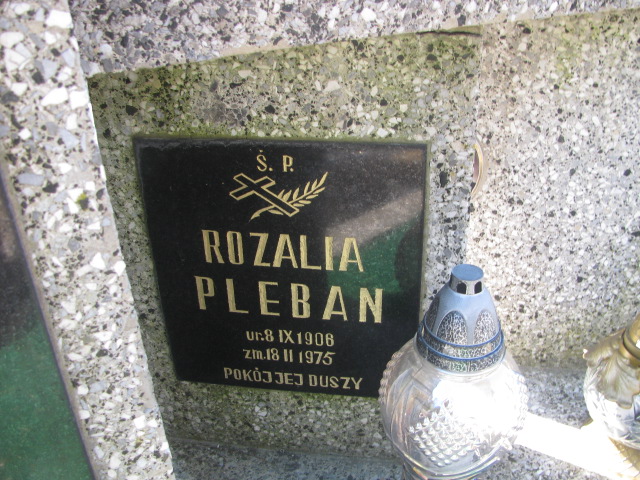 Ś. P.
ROZALIA
PLEBAN
ur.8 IX 1906
zm.18 II 1975
POKÓJ JEJ DUSZY